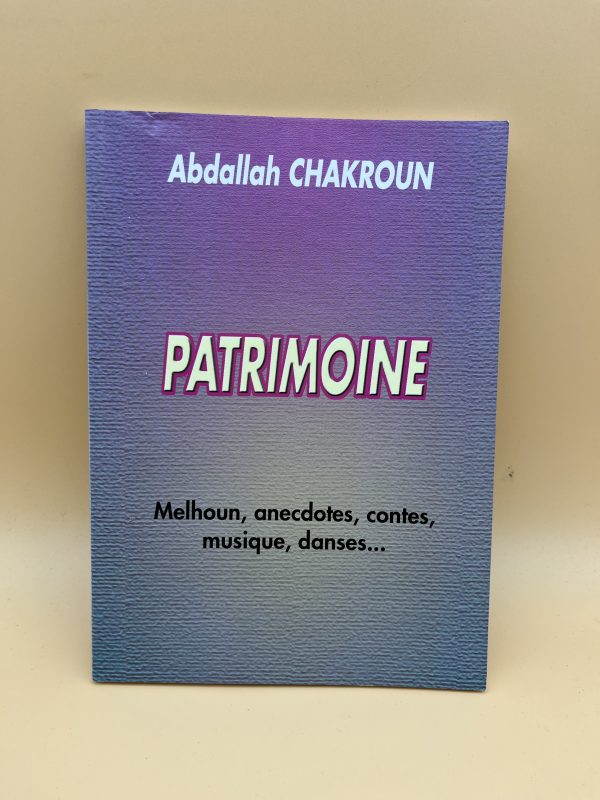 Abdallah CHAKROUN
PATRIMOINE
Melhoun, anecdotes, contes,
musique, danses...